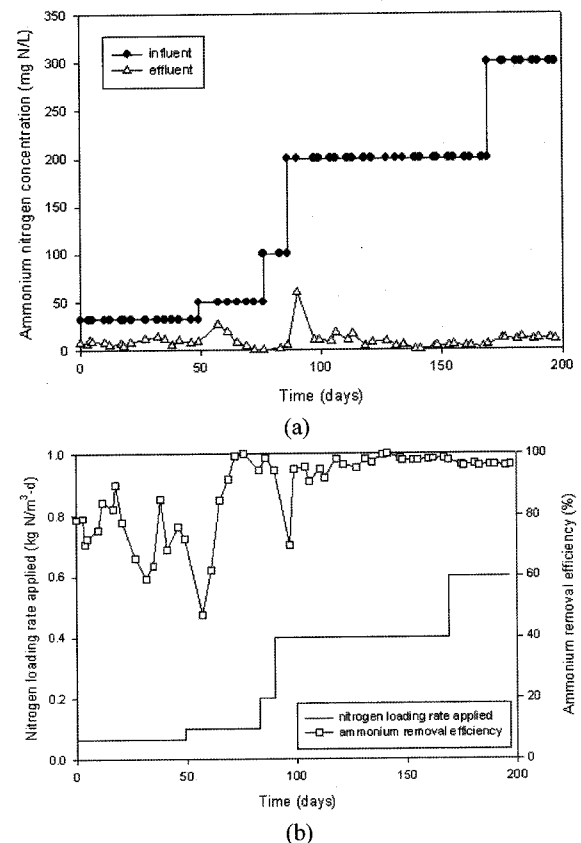 Ammonium nitrogen concentration (mg N/L)
350
300
250
200
150
100
50
0
influent
effluent
0
50
100
150
200
Time (days)
(a)
Nitrogen loading rate applied (kg N/m³-d)
1.0
0.8
0.6
0.4
0.2
0.0
nitrogen loading rate applied
ammonium removal efficiency
100
80
60
40
20
0
Ammonium removal efficiency (%)
0
50
100
150
200
Time (days)
(b)